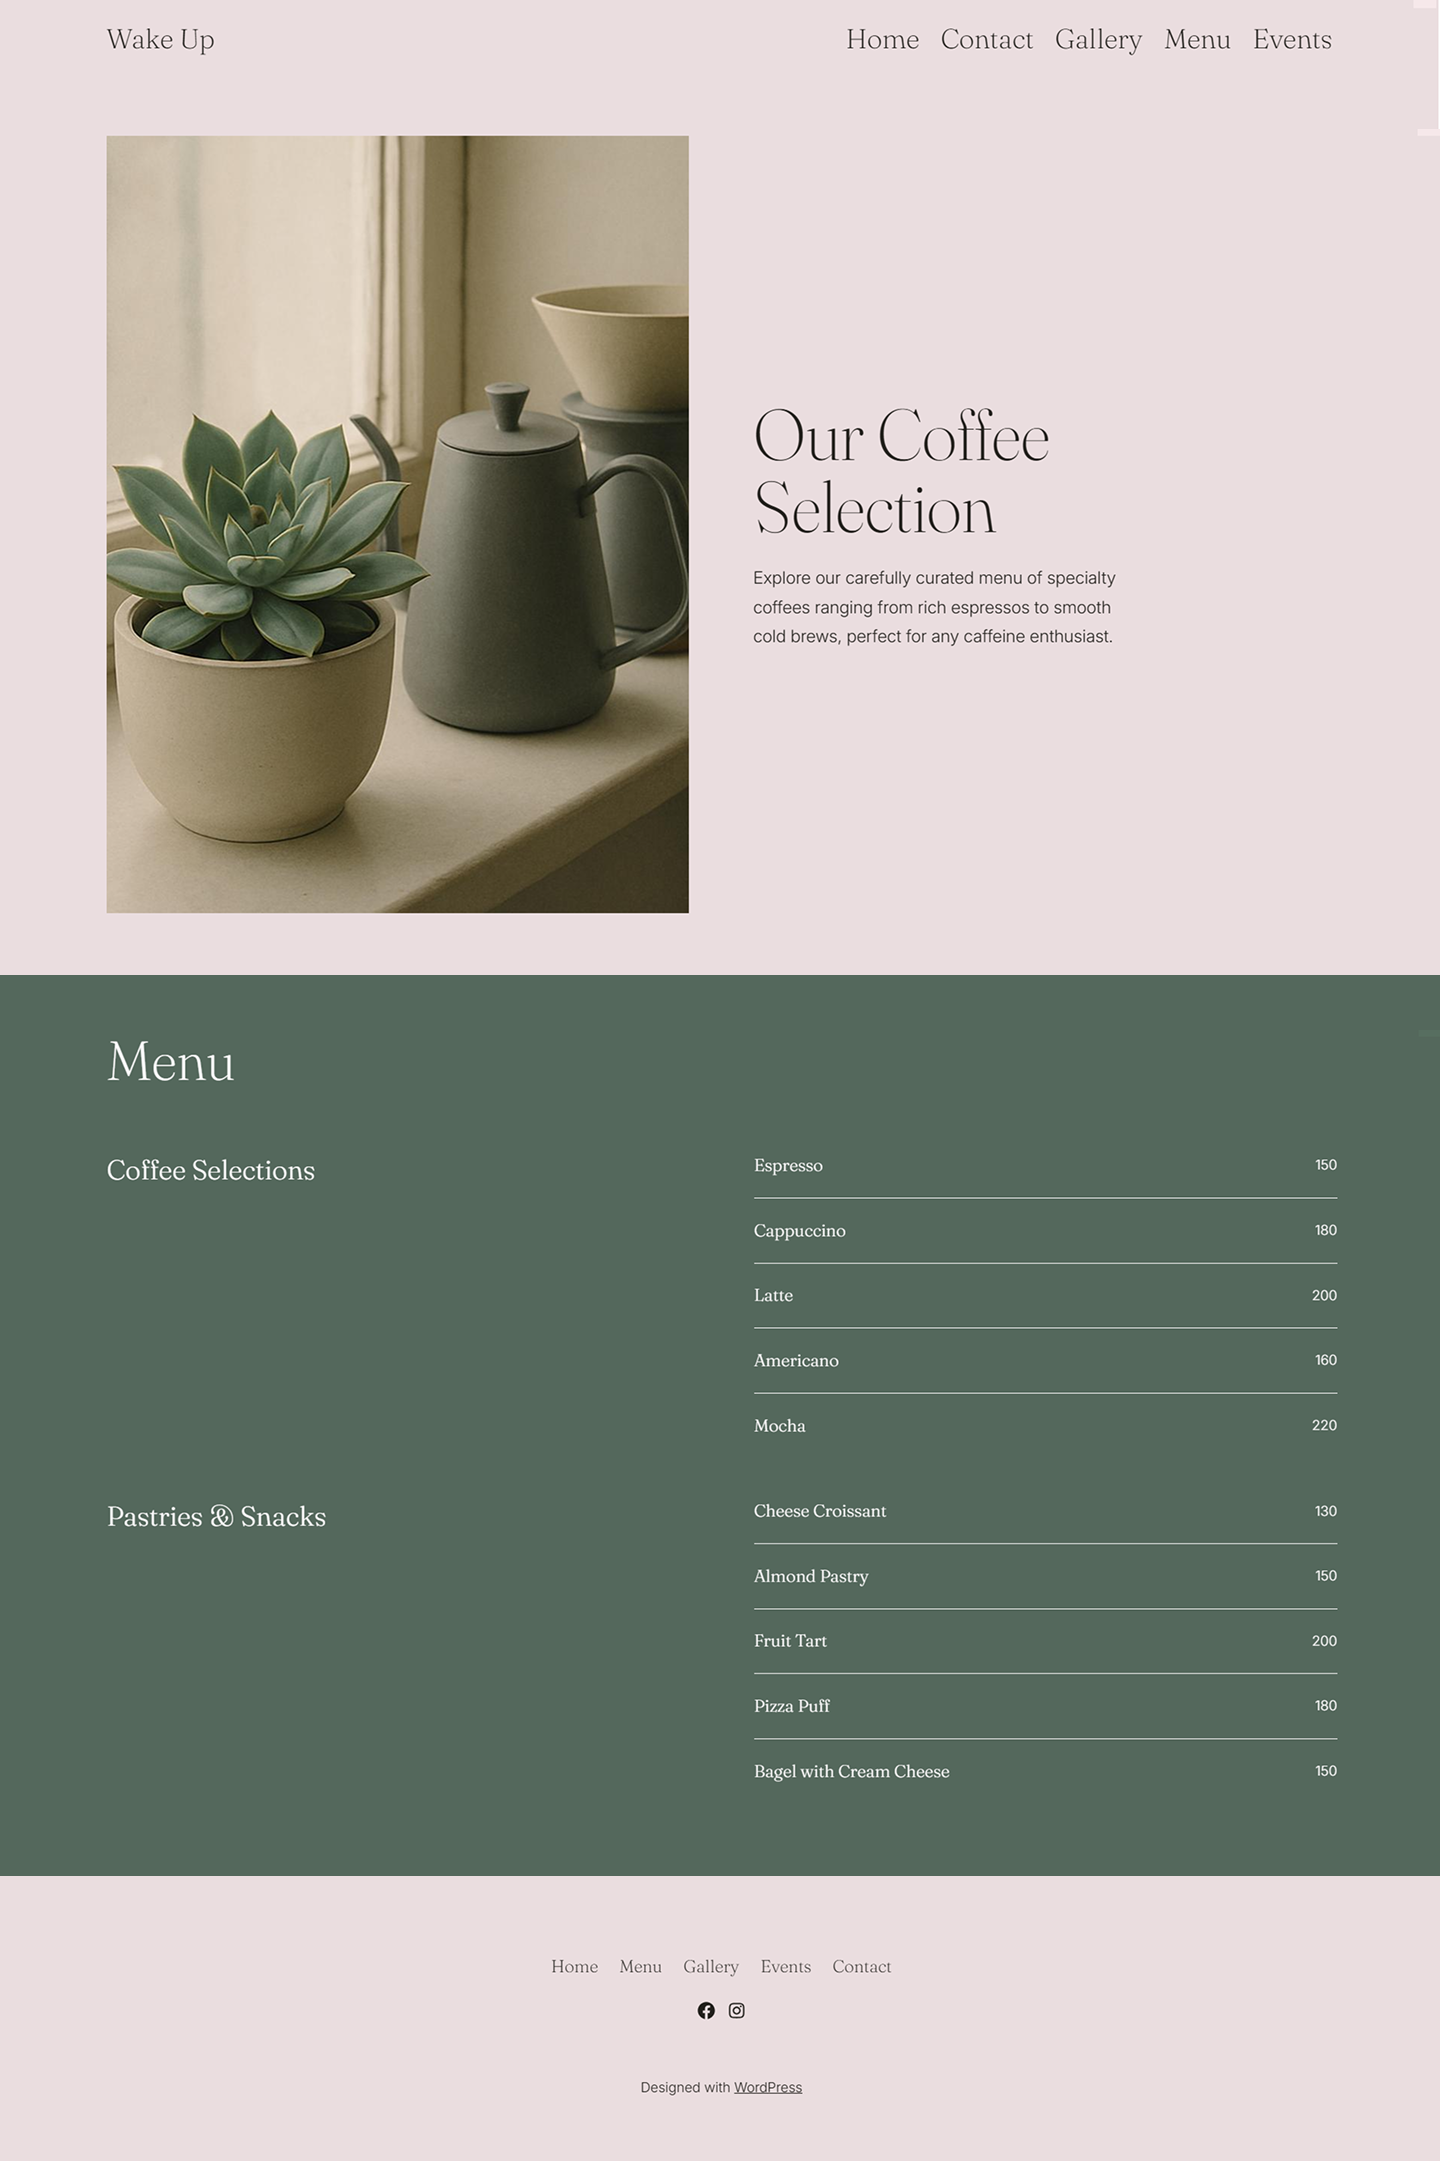 Wake Up
Home Contact Gallery Menu Events
Our Coffee
Selection
Explore our carefully curated menu of specialty
coffees ranging from rich espressos to smooth
cold brews, perfect for any caffeine enthusiast.
Menu
Coffee Selections
Espresso 150
Cappuccino 180
Latte 200
Americano 160
Mocha 220
Pastries & Snacks
Cheese Croissant 130
Almond Pastry 150
Fruit Tart 200
Pizza Puff 180
Bagel with Cream Cheese 150
Home Menu Gallery Events Contact
Designed with WordPress